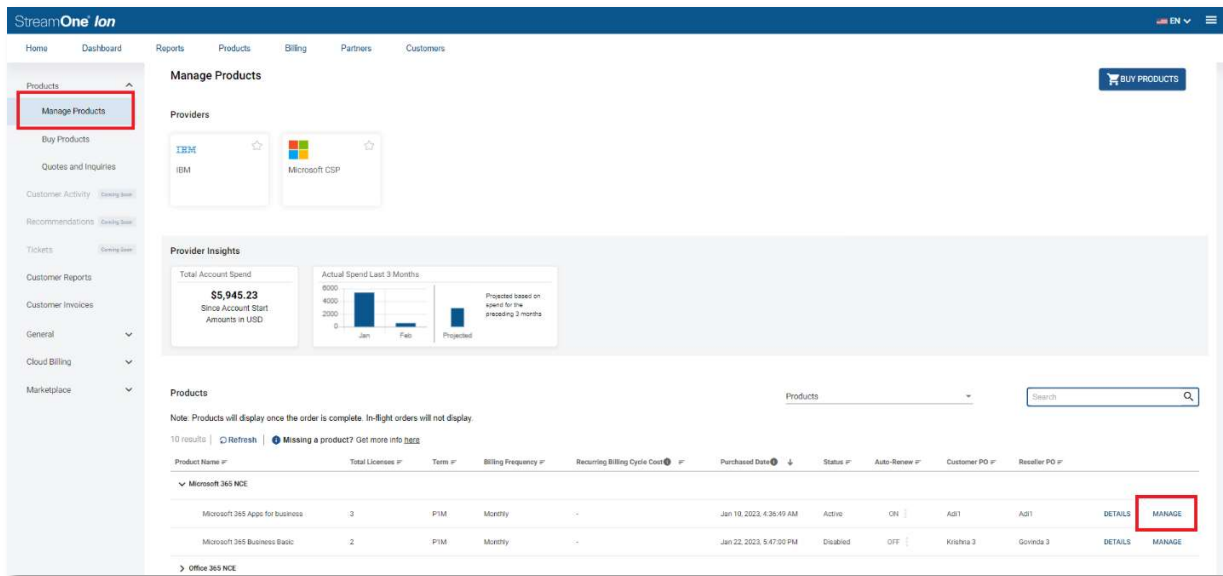 StreamOne Ion
EN
Home Dashboard Reports Products Billing Partners Customers
Products
Manage Products
Buy Products
Quotes and Inquiries
Customer Activity Coming Soon
Recommendations Coming Soon
Tickets Coming Soon
Customer Reports
Customer Invoices
General
Cloud Billing
Marketplace
Manage Products
BUY PRODUCTS
Providers
IBM
IBM
Microsoft CSP
Provider Insights
Total Account Spend
$5,945.23
Since Account Start
Amounts in USD
Actual Spend Last 3 Months
6000
4000
2000
0
Jan Feb Projected
Projected based on
spend for the
preceding 3 months
Products
Products
Search
Note: Products will display once the order is complete. In-flight orders will not display.
10 results | Refresh | Missing a product? Get more info here
Product Name Total Licenses Term Billing Frequency Recurring Billing Cycle Cost Purchased Date Status Auto-Renew Customer PO Reseller PO
Microsoft 365 NCE
Microsoft 365 Apps for business 3 P1M Monthly - Jan 10, 2023, 4:36:49 AM Active ON Adi1 Adi1 DETAILS MANAGE
Microsoft 365 Business Basic 2 P1M Monthly - Jan 22, 2023, 5:47:00 PM Disabled OFF Krishna 3 Govinda 3 DETAILS MANAGE
Office 365 NCE